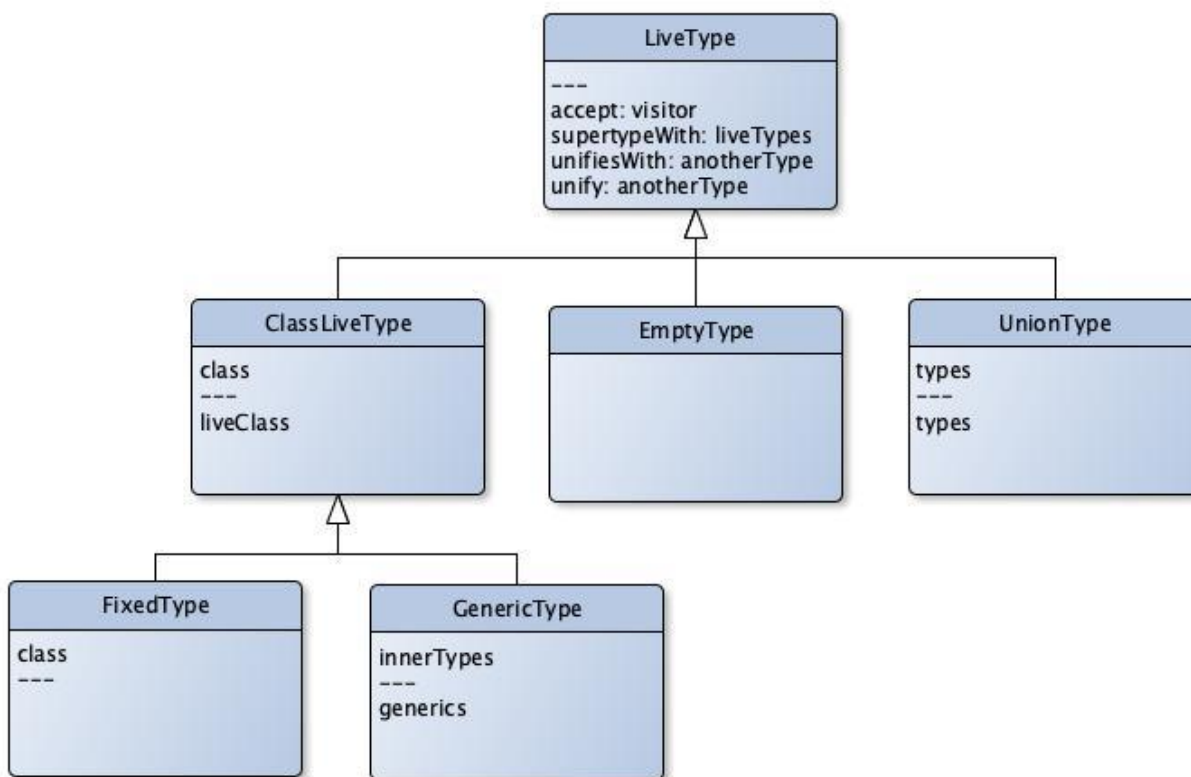 LiveType
---
accept: visitor
supertypeWith: liveTypes
unifiesWith: anotherType
unify: anotherType
ClassLiveType
class
---
liveClass
EmptyType
UnionType
types
---
types
FixedType
class
---
GenericType
innerTypes
---
generics